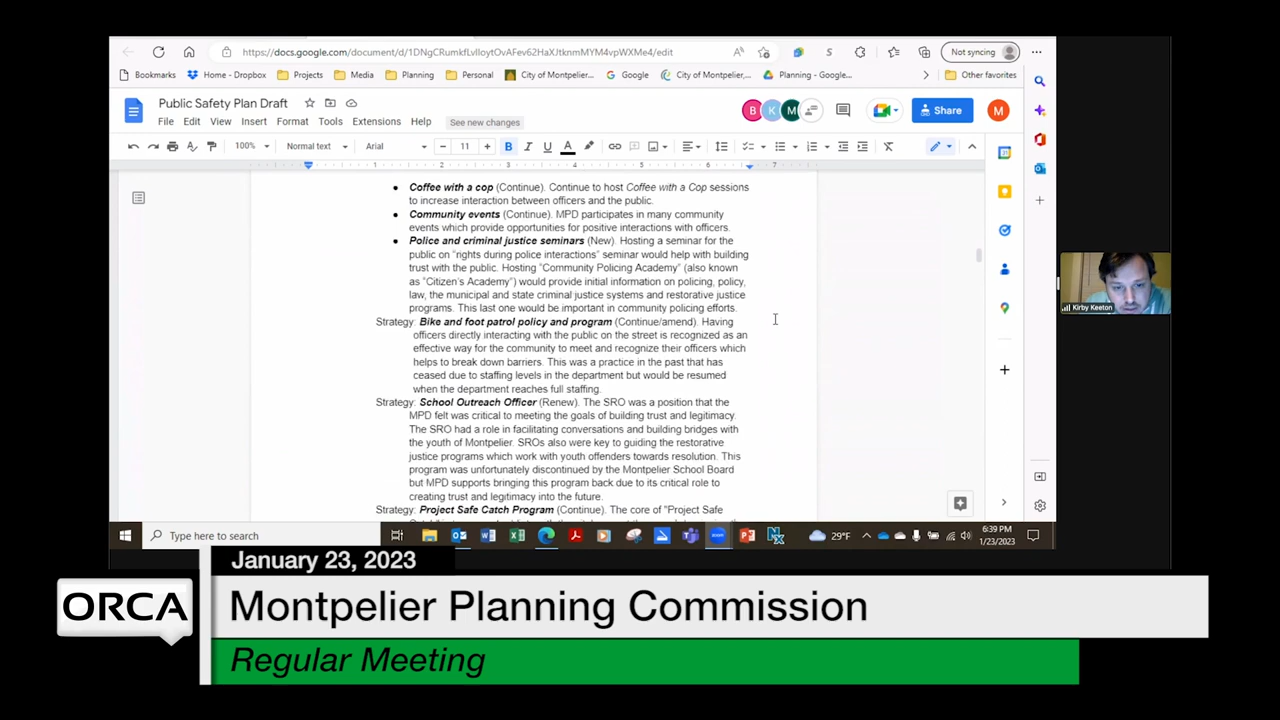 https://docs.google.com/document/d/1DNgCRumkfLvlloytOvAFev62HaXJtknmMYM4vpWXMe4/edit
Not syncing
Bookmarks
Home - Dropbox
Projects
Media
Planning
Personal
City of Montpelier...
Google
City of Montpelier,...
Planning - Google...
Other favorites
Public Safety Plan Draft
B K M
Share
M
File Edit View Insert Format Tools Extensions Help
See new changes
100% Normal text Arial 11 B I U A
1 2 3 4 5 6 7
• Coffee with a cop (Continue). Continue to host Coffee with a Cop sessions
to increase interaction between officers and the public.
• Community events (Continue). MPD participates in many community
events which provide opportunities for positive interactions with officers.
• Police and criminal justice seminars (New). Hosting a seminar for the
public on “rights during police interactions” seminar would help with building
trust with the public. Hosting “Community Policing Academy” (also known
as “Citizen’s Academy”) would provide initial information on policing, policy,
law, the municipal and state criminal justice systems and restorative justice
programs. This last one would be important in community policing efforts.
Strategy: Bike and foot patrol policy and program (Continue/amend). Having
officers directly interacting with the public on the street is recognized as an
effective way for the community to meet and recognize their officers which
helps to break down barriers. This was a practice in the past that has
ceased due to staffing levels in the department but would be resumed
when the department reaches full staffing.
Strategy: School Outreach Officer (Renew). The SRO was a position that the
MPD felt was critical to meeting the goals of building trust and legitimacy.
The SRO had a role in facilitating conversations and building bridges with
the youth of Montpelier. SROs also were key to guiding the restorative
justice programs which work with youth offenders towards resolution. This
program was unfortunately discontinued by the Montpelier School Board
but MPD supports bringing this program back due to its critical role to
creating trust and legitimacy into the future.
Strategy: Project Safe Catch Program (Continue). The core of "Project Safe
Kirby Keeton
Type here to search
29°F
6:39 PM
1/23/2023
January 23, 2023
ORCA
Montpelier Planning Commission
Regular Meeting